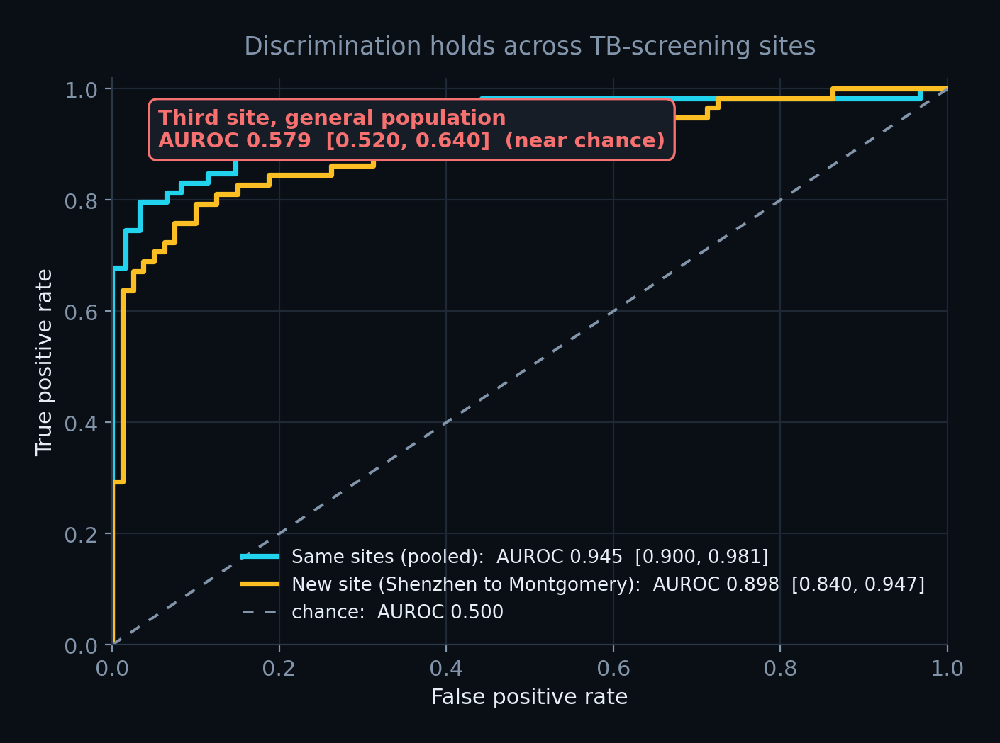 Discrimination holds across TB-screening sites
1.0
0.8
0.6
0.4
0.2
0.0
True positive rate
Third site, general population
AUROC 0.579 [0.520, 0.640] (near chance)
Same sites (pooled): AUROC 0.945 [0.900, 0.981]
New site (Shenzhen to Montgomery): AUROC 0.898 [0.840, 0.947]
chance: AUROC 0.500
0.0 0.2 0.4 0.6 0.8 1.0
False positive rate